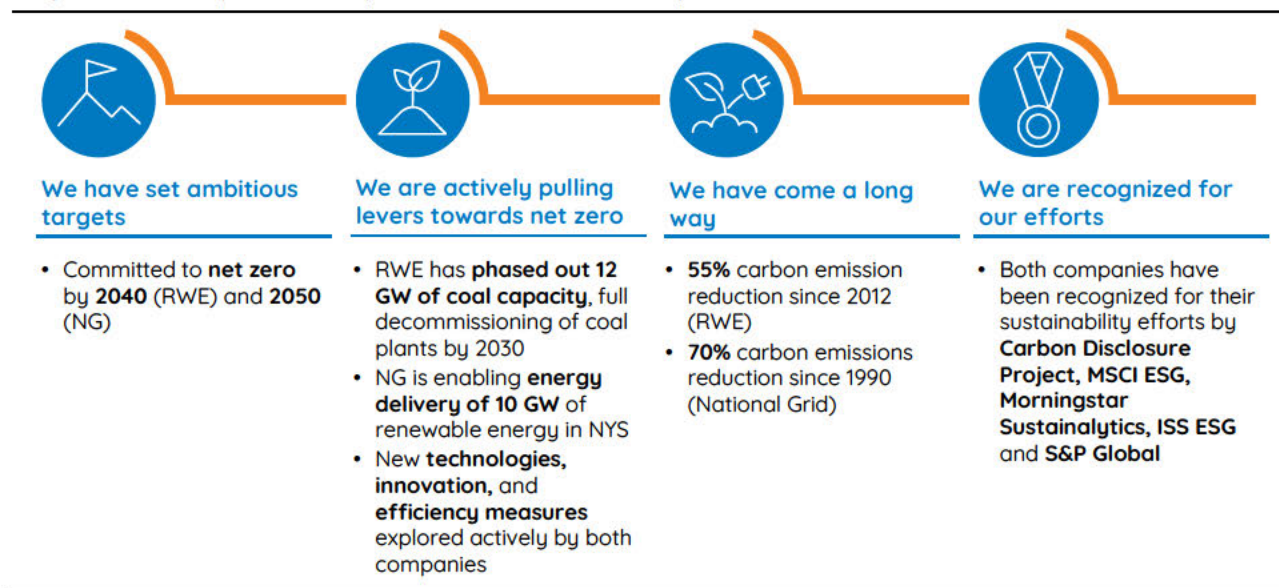 We have set ambitious
targets
• Committed to net zero
by 2040 (RWE) and 2050
(NG)
We are actively pulling
levers towards net zero
• RWE has phased out 12
GW of coal capacity, full
decommissioning of coal
plants by 2030
• NG is enabling energy
delivery of 10 GW of
renewable energy in NYS
• New technologies,
innovation, and
efficiency measures
explored actively by both
companies
We have come a long
way
• 55% carbon emission
reduction since 2012
(RWE)
• 70% carbon emissions
reduction since 1990
(National Grid)
We are recognized for
our efforts
• Both companies have
been recognized for their
sustainability efforts by
Carbon Disclosure
Project, MSCI ESG,
Morningstar
Sustainalytics, ISS ESG
and S&P Global